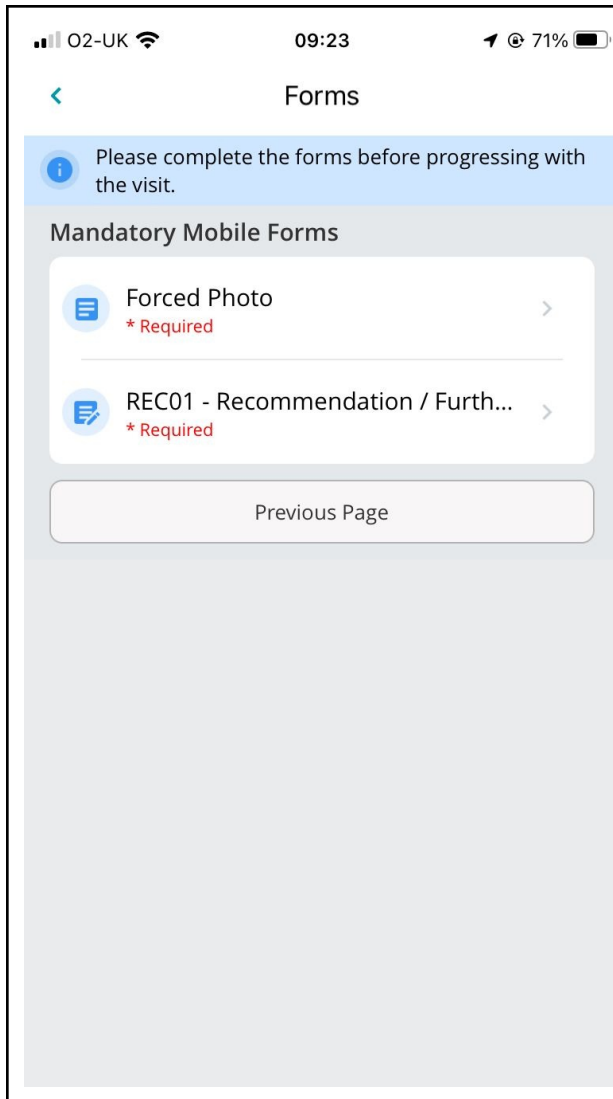 O2-UK 09:23 71%
Forms
Please complete the forms before progressing with
the visit.
Mandatory Mobile Forms
Forced Photo
* Required
REC01 - Recommendation / Furth...
* Required
Previous Page